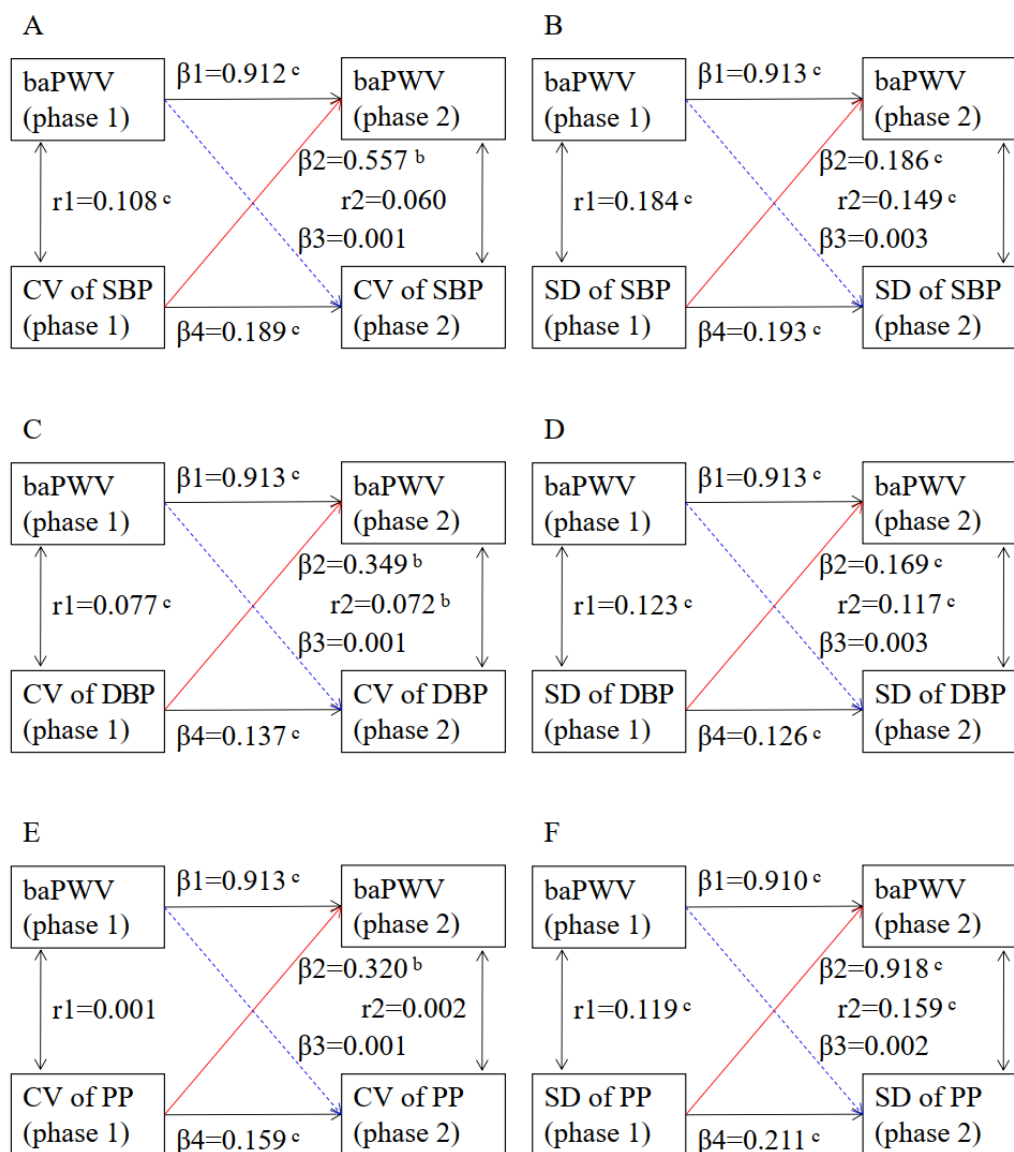 A
baPWV
(phase 1)
β1=0.912 c
baPWV
(phase 2)
r1=0.108 c
β2=0.557 b
r2=0.060
β3=0.001
CV of SBP
(phase 1)
β4=0.189 c
CV of SBP
(phase 2)
B
baPWV
(phase 1)
β1=0.913 c
baPWV
(phase 2)
r1=0.184 c
β2=0.186 c
r2=0.149 c
β3=0.003
SD of SBP
(phase 1)
β4=0.193 c
SD of SBP
(phase 2)
C
baPWV
(phase 1)
β1=0.913 c
baPWV
(phase 2)
r1=0.077 c
β2=0.349 b
r2=0.072 b
β3=0.001
CV of DBP
(phase 1)
β4=0.137 c
CV of DBP
(phase 2)
D
baPWV
(phase 1)
β1=0.913 c
baPWV
(phase 2)
r1=0.123 c
β2=0.169 c
r2=0.117 c
β3=0.003
SD of DBP
(phase 1)
β4=0.126 c
SD of DBP
(phase 2)
E
baPWV
(phase 1)
β1=0.913 c
baPWV
(phase 2)
r1=0.001
β2=0.320 b
r2=0.002
β3=0.001
CV of PP
(phase 1)
β4=0.159 c
CV of PP
(phase 2)
F
baPWV
(phase 1)
β1=0.910 c
baPWV
(phase 2)
r1=0.119 c
β2=0.918 c
r2=0.159 c
β3=0.002
SD of PP
(phase 1)
β4=0.211 c
SD of PP
(phase 2)